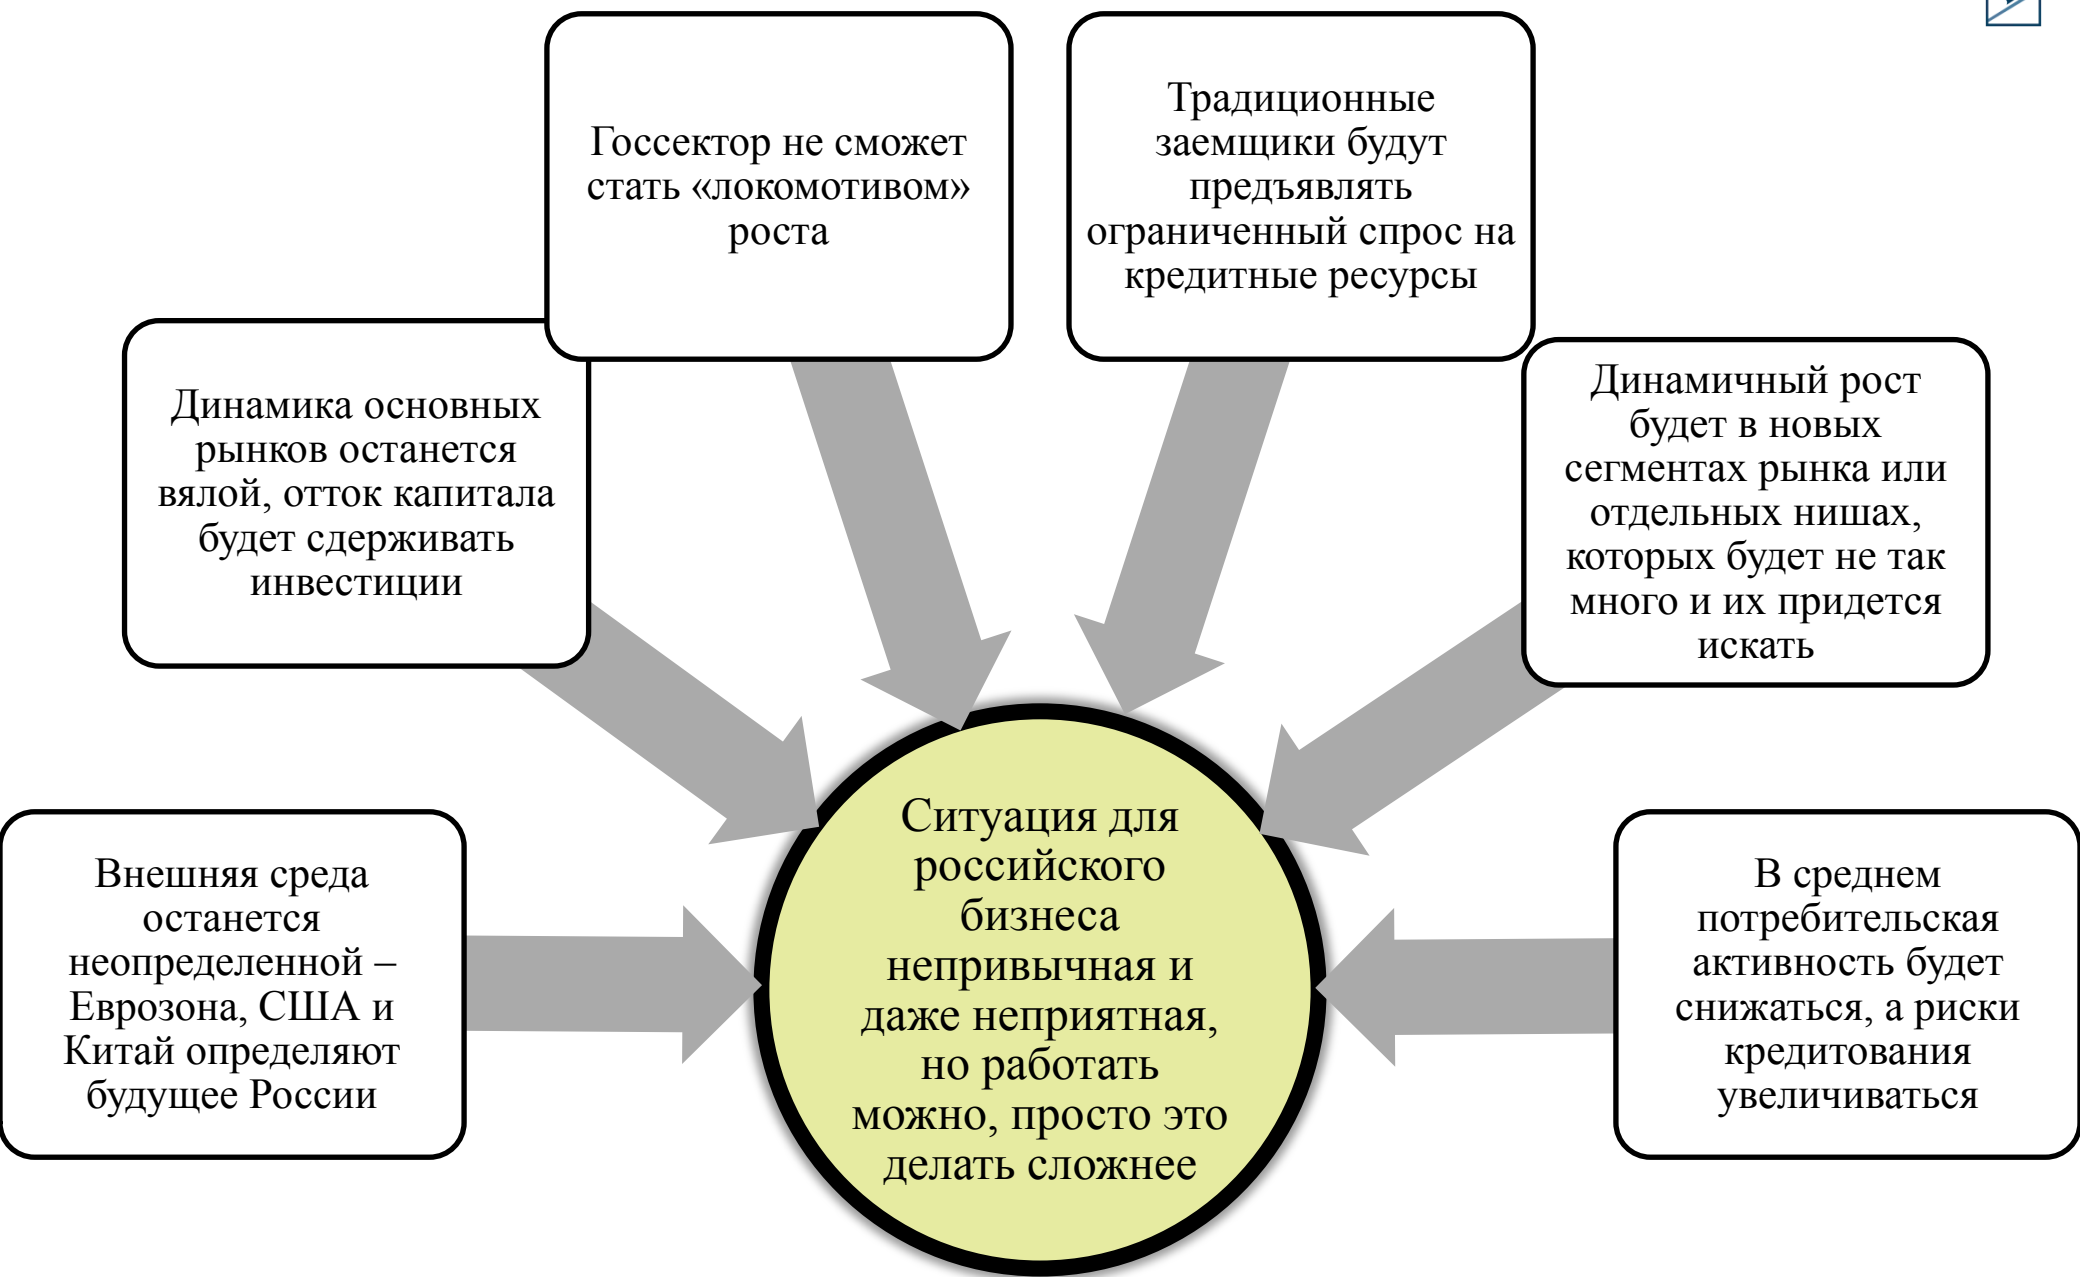 Госсектор не сможет
стать «локомотивом»
роста
Традиционные
заемщики будут
предъявлять
ограниченный спрос на
кредитные ресурсы
Динамика основных
рынков останется
вялой, отток капитала
будет сдерживать
инвестиции
Динамичный рост
будет в новых
сегментах рынка или
отдельных нишах,
которых будет не так
много и их придется
искать
Внешняя среда
останется
неопределенной –
Еврозона, США и
Китай определяют
будущее России
Ситуация для
российского
бизнеса
непривычная и
даже неприятная,
но работать
можно, просто это
делать сложнее
В среднем
потребительская
активность будет
снижаться, а риски
кредитования
увеличиваться